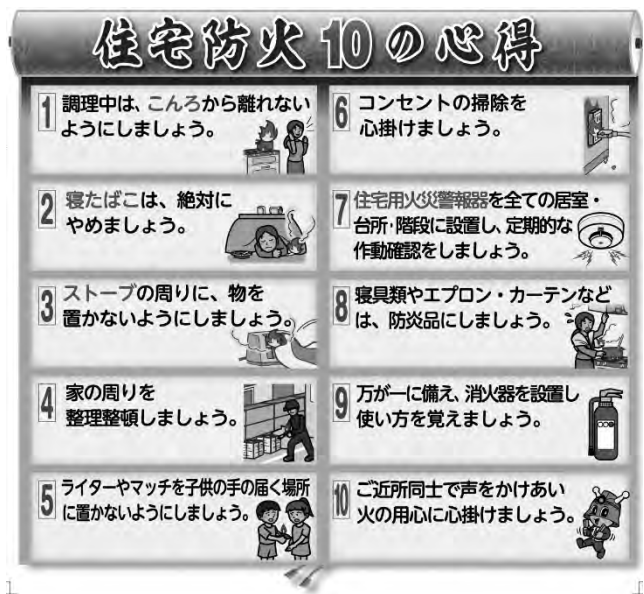 住宅防火10の心得
1 調理中は、こんろから離れない
ようにしましょう。
2 寝たばこは、絶対に
やめましょう。
3 ストーブの周りに、物を
置かないようにしましょう。
4 家の周りを
整理整頓しましょう。
5 ライターやマッチを子供の手の届く場所
に置かないようにしましょう。
6 コンセントの掃除を
心掛けましょう。
7 住宅用火災警報器を全ての居室・
台所・階段に設置し、定期的な
作動確認をしましょう。
8 寝具類やエプロン・カーテンなど
は、防炎品にしましょう。
9 万が一に備え、消火器を設置し
使い方を覚えましょう。
10 ご近所同士で声をかけあい
火の用心に心掛けましょう。